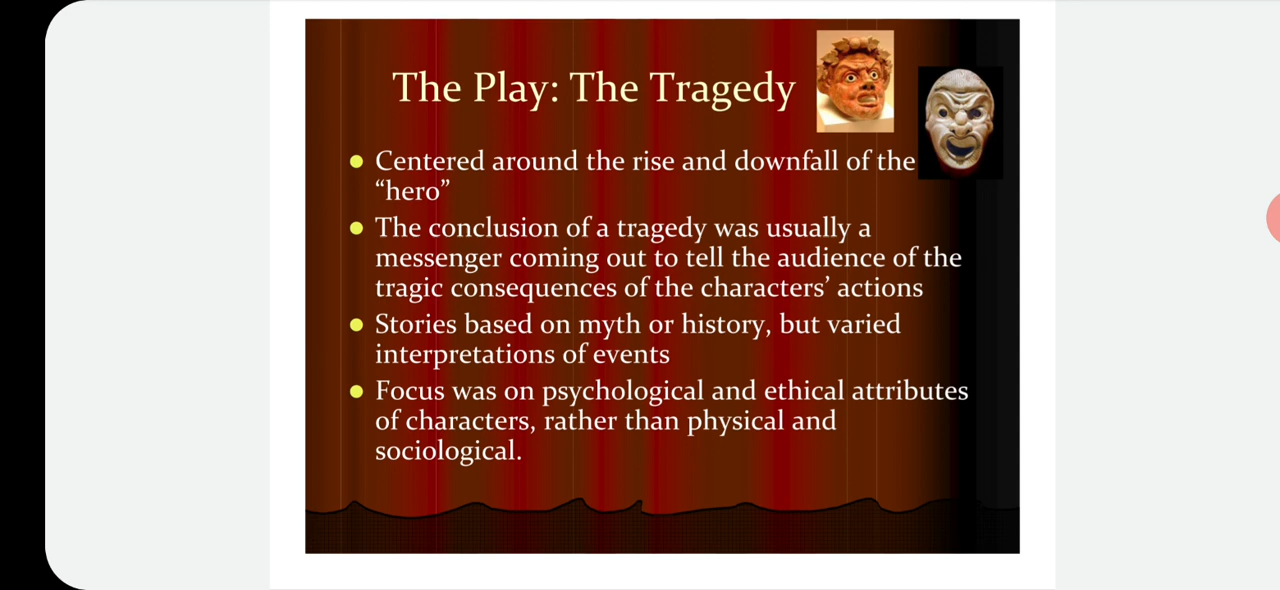 The Play: The Tragedy
Centered around the rise and downfall of the
“hero”
The conclusion of a tragedy was usually a
messenger coming out to tell the audience of the
tragic consequences of the characters’ actions
Stories based on myth or history, but varied
interpretations of events
Focus was on psychological and ethical attributes
of characters, rather than physical and
sociological.